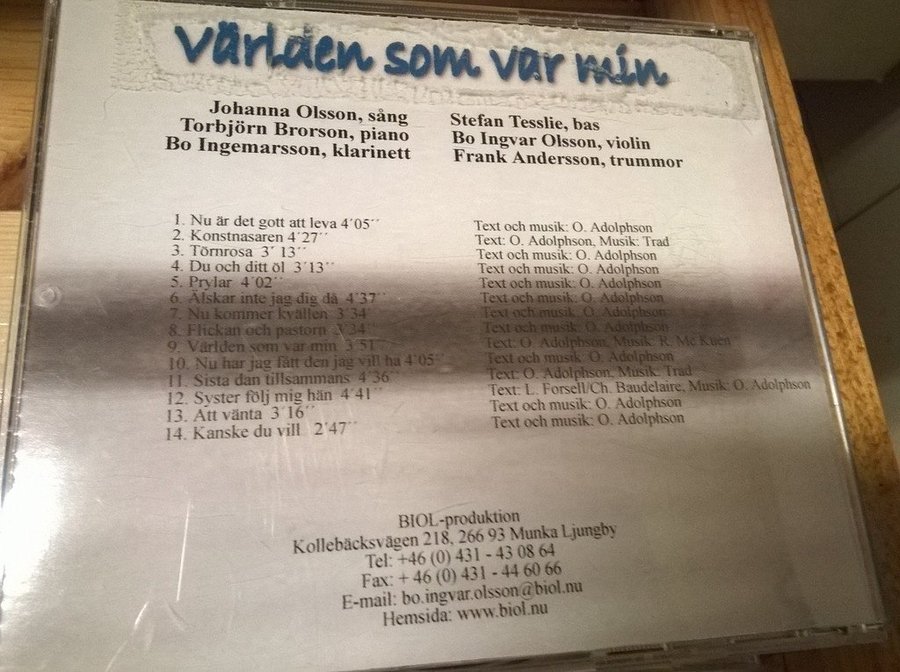 Världen som var min
Johanna Olsson, sång
Torbjörn Brorson, piano
Bo Ingemarsson, klarinett
Stefan Tesslie, bas
Bo Ingvar Olsson, violin
Frank Andersson, trummor
1. Nu är det gott att leva 4´05´´ Text och musik: O. Adolphson
2. Konstnasaren 4´27´´ Text: O. Adolphson, Musik: Trad
3. Törnrosa 3´ 13´´ Text och musik: O. Adolphson
4. Du och ditt öl 3´13´´ Text och musik: O. Adolphson
5. Prylar 4´02´´ Text och musik: O. Adolphson
6. Älskar inte jag dig då 4´37´´ Text och musik: O. Adolphson
7. Nu kommer kvällen 3´34´´ Text och musik: O. Adolphson
8. Flickan och pastorn 3´34´´ Text och musik: O. Adolphson
9. Världen som var min 3´51´´ Text: O. Adolphson, Musik: R. Mc Kuen
10. Nu har jag fått den jag vill ha 4´05´´ Text och musik: O. Adolphson
11. Sista dan tillsammans 4´36´´ Text: O. Adolphson, Musik: Trad
12. Syster följ mig hän 4´41´´ Text: L. Forsell/Ch. Baudelaire, Musik: O. Adolphson
13. Att vänta 3´16´´ Text och musik: O. Adolphson
14. Kanske du vill 2´47´´ Text och musik: O. Adolphson
BIOL-produktion
Kollebäcksvägen 218, 266 93 Munka Ljungby
Tel: +46 (0) 431 - 43 08 64
Fax: + 46 (0) 431 - 44 60 66
E-mail: bo.ingvar.olsson@biol.nu
Hemsida: www.biol.nu